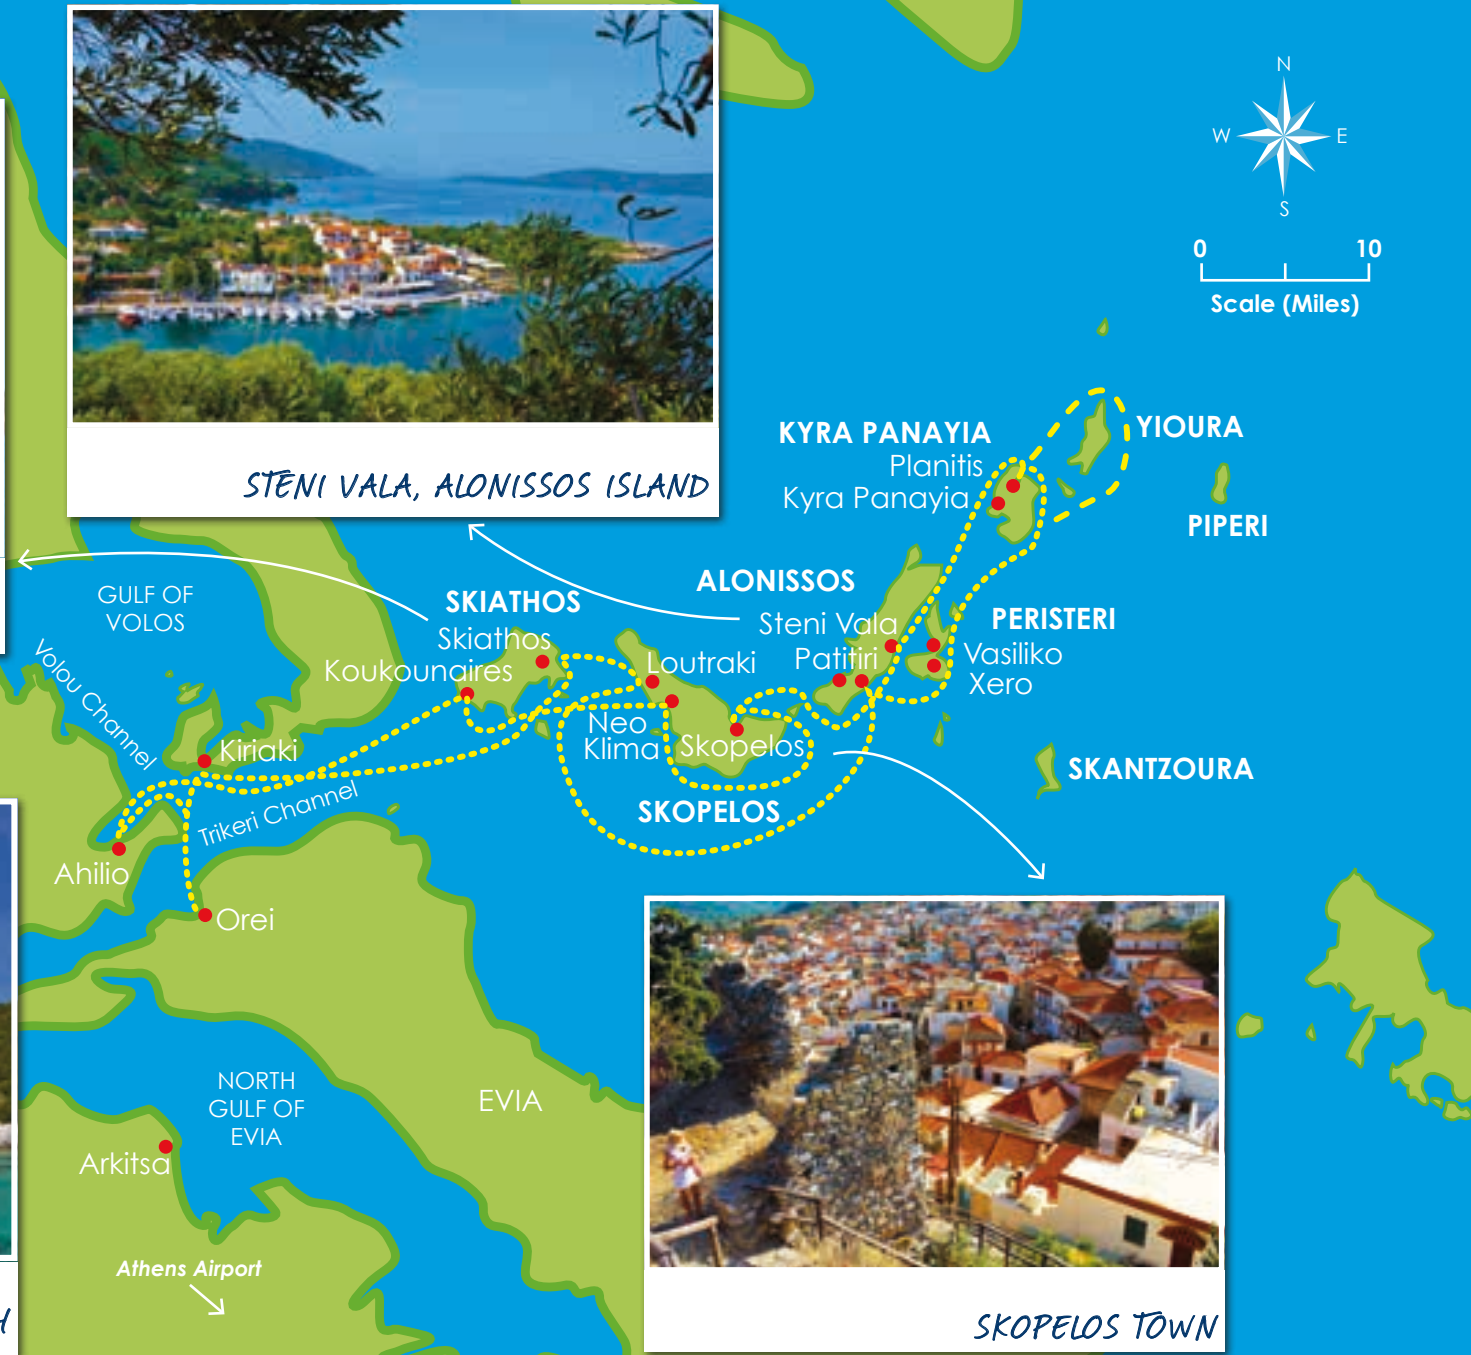 N
W
E
S
0
10
Scale (Miles)
STENI VALA, ALONISSOS ISLAND
KYRA PANAYIA
Planitis
Kyra Panayia
YIOURA
PIPERI
GULF OF
VOLOS
Volou Channel
SKIATHOS
Skiathos
Koukounaires
ALONISSOS
Steni Vala
Patitiri
PERISTERI
Vasiliko
Xero
Loutraki
Neo
Klima
Skopelos
SKOPELOS
SKANTZOURA
Kiriaki
Trikeri Channel
Ahilio
Orei
NORTH
GULF OF
EVIA
EVIA
Arkitsa
Athens Airport
SKOPELOS TOWN